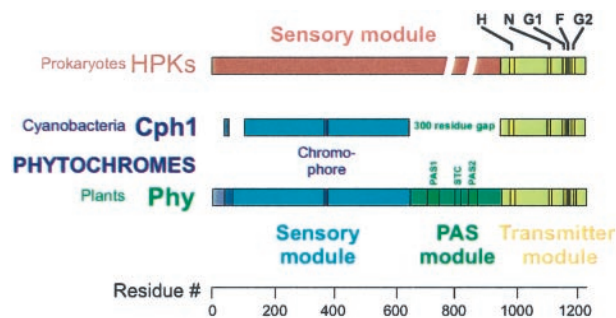 Sensory module
H N G1 F G2
Prokaryotes HPKs
Cyanobacteria Cph1
300 residue gap
PHYTOCHROMES
Chromo-
phore
Plants Phy
PAS1
STC
PAS2
Sensory
module
PAS
module
Transmitter
module
Residue #
0 200 400 600 800 1000 1200